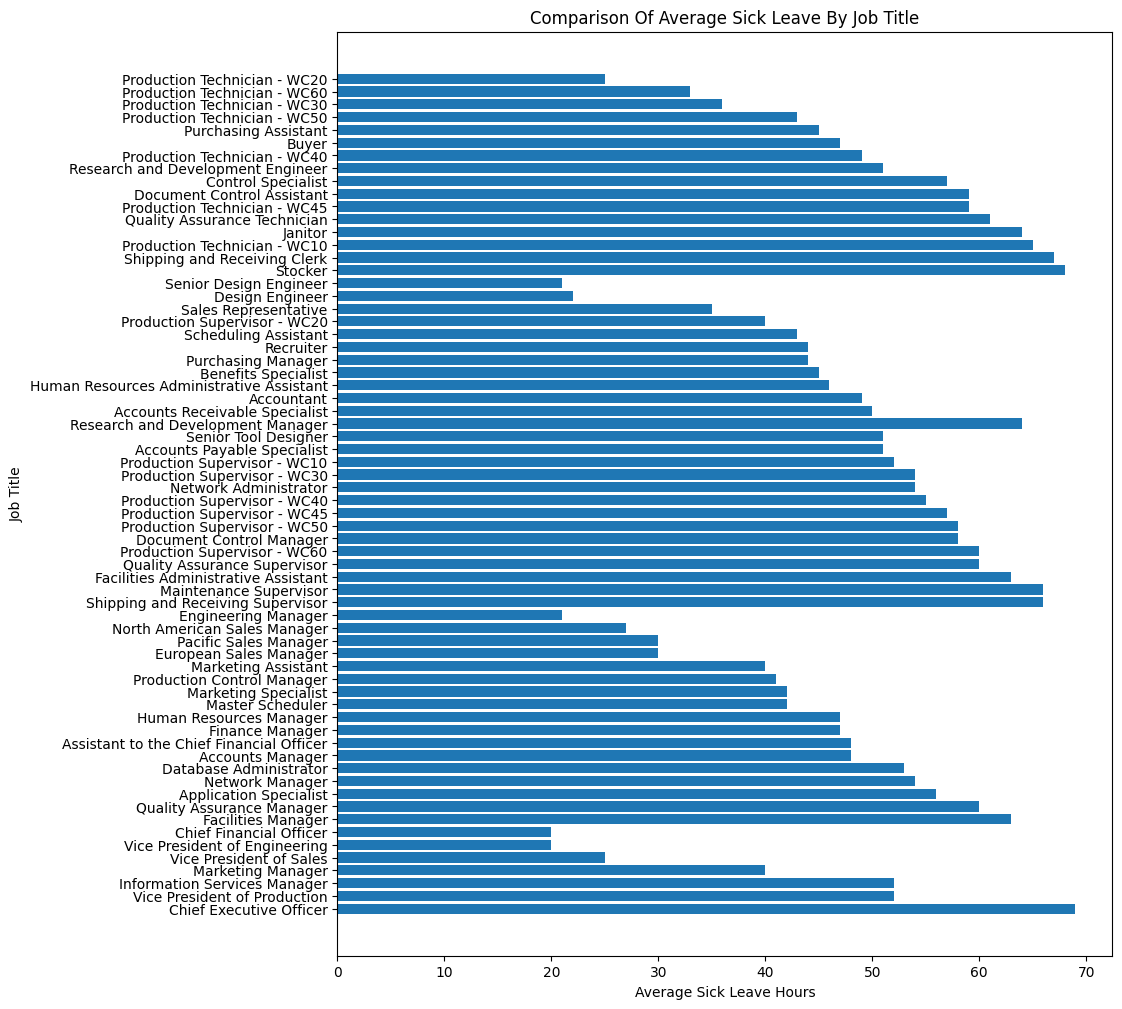 Comparison Of Average Sick Leave By Job Title
Production Technician - WC20
Production Technician - WC60
Production Technician - WC30
Production Technician - WC50
Purchasing Assistant
Buyer
Production Technician - WC40
Research and Development Engineer
Control Specialist
Document Control Assistant
Production Technician - WC45
Quality Assurance Technician
Janitor
Production Technician - WC10
Shipping and Receiving Clerk
Stocker
Senior Design Engineer
Design Engineer
Sales Representative
Production Supervisor - WC20
Scheduling Assistant
Recruiter
Purchasing Manager
Benefits Specialist
Human Resources Administrative Assistant
Accountant
Accounts Receivable Specialist
Research and Development Manager
Senior Tool Designer
Accounts Payable Specialist
Production Supervisor - WC10
Production Supervisor - WC30
Network Administrator
Production Supervisor - WC40
Production Supervisor - WC45
Production Supervisor - WC50
Document Control Manager
Production Supervisor - WC60
Quality Assurance Supervisor
Facilities Administrative Assistant
Maintenance Supervisor
Shipping and Receiving Supervisor
Engineering Manager
North American Sales Manager
Pacific Sales Manager
European Sales Manager
Marketing Assistant
Production Control Manager
Marketing Specialist
Master Scheduler
Human Resources Manager
Finance Manager
Assistant to the Chief Financial Officer
Accounts Manager
Database Administrator
Network Manager
Application Specialist
Quality Assurance Manager
Facilities Manager
Chief Financial Officer
Vice President of Engineering
Vice President of Sales
Marketing Manager
Information Services Manager
Vice President of Production
Chief Executive Officer
Job Title
0 10 20 30 40 50 60 70
Average Sick Leave Hours